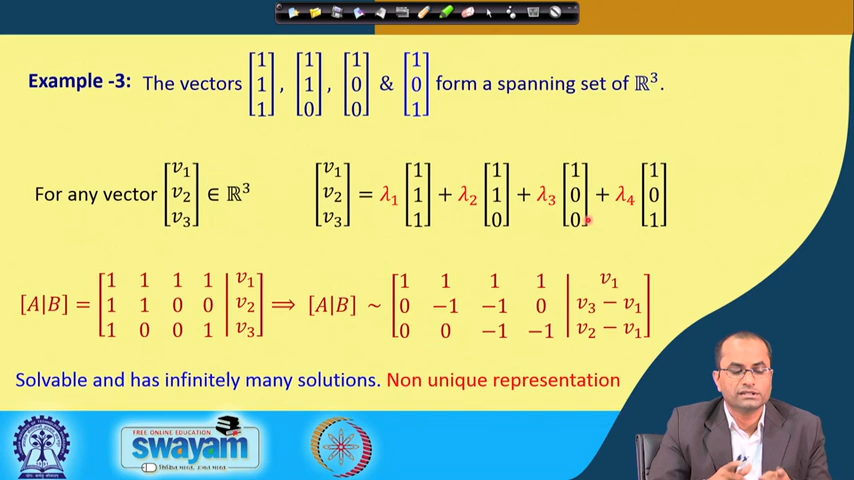 Example -3: The vectors [1 1 1], [1 1 0], [1 0 0] & [1 0 1] form a spanning set of ℝ³.
For any vector [v₁ v₂ v₃] ∈ ℝ³ [v₁ v₂ v₃] = λ₁ [1 1 1] + λ₂ [1 1 0] + λ₃ [1 0 0] + λ₄ [1 0 1]
[A|B] = [1 1 1 1 | v₁; 1 1 0 0 | v₂; 1 0 0 1 | v₃] ⟹ [A|B] ~ [1 1 1 1 | v₁; 0 −1 −1 0 | v₃ − v₁; 0 0 −1 −1 | v₂ − v₁]
Solvable and has infinitely many solutions. Non unique representation
FREE ONLINE EDUCATION
swayam